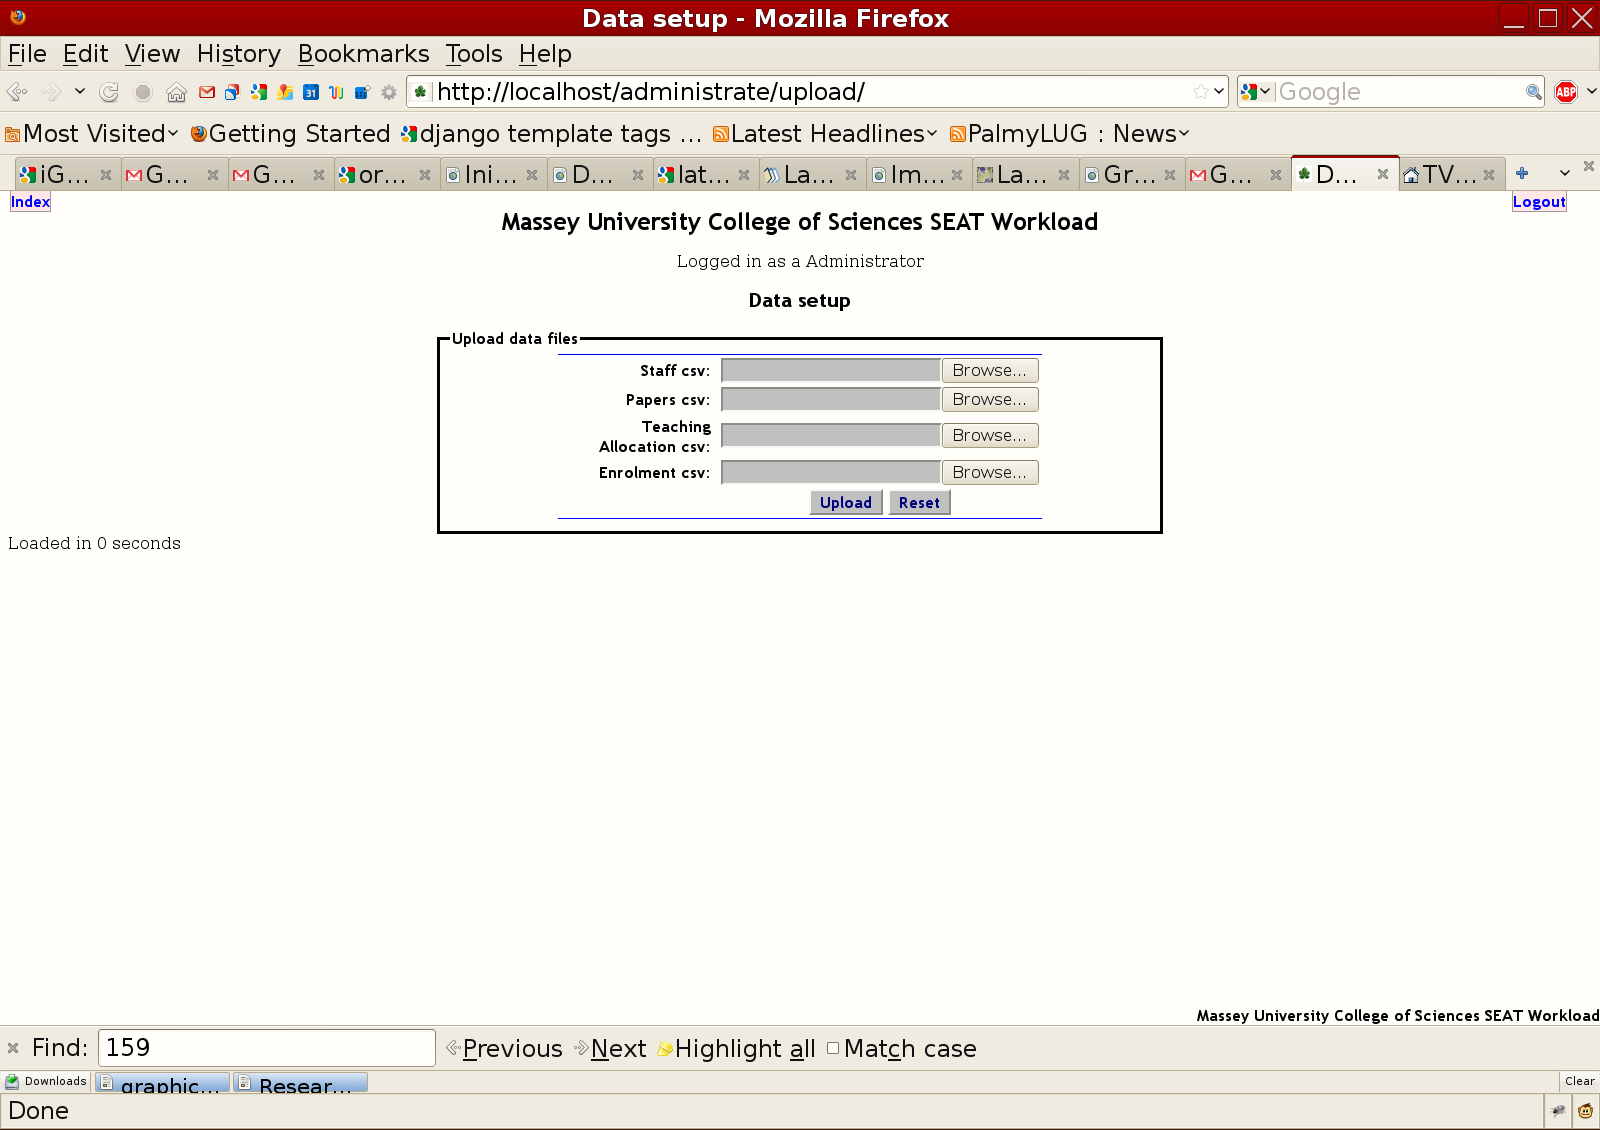 Data setup - Mozilla Firefox
File Edit View History Bookmarks Tools Help
31 http://localhost/administrate/upload/ Google ABP
Most Visited Getting Started django template tags ... Latest Headlines PalmyLUG : News
iG... G... G... or... Ini... D... lat... La... Im... La... Gr... G... D... TV...
Index Logout
Massey University College of Sciences SEAT Workload
Logged in as a Administrator
Data setup
Upload data files
Staff csv: Browse...
Papers csv: Browse...
Teaching
Allocation csv: Browse...
Enrolment csv: Browse...
Upload Reset
Loaded in 0 seconds
Massey University College of Sciences SEAT Workload
Find: 159 Previous Next Highlight all Match case
Downloads graphic... Resear... Clear
Done